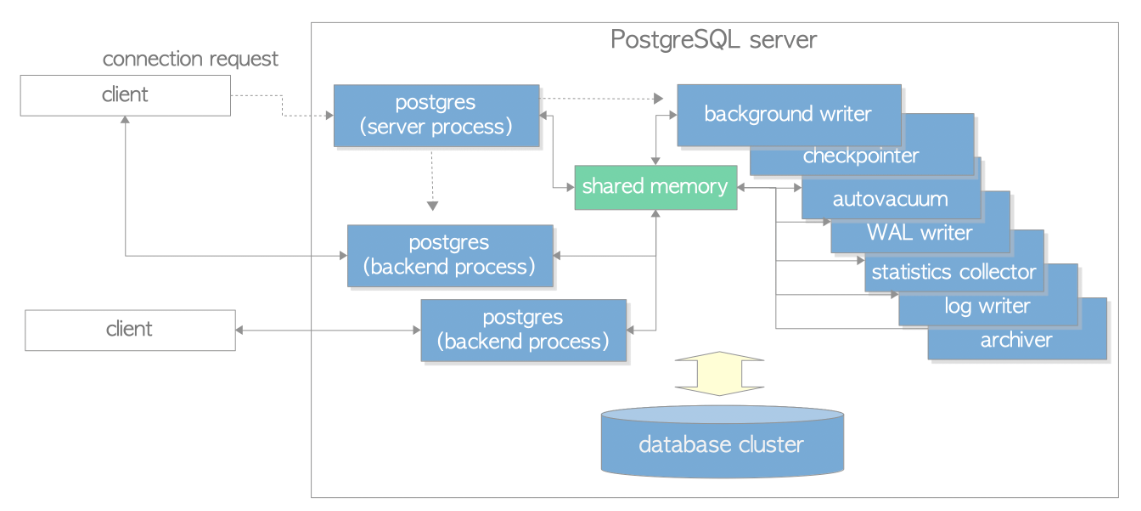 PostgreSQL server
connection request
client
postgres
(server process)
background writer
checkpointer
shared memory
autovacuum
WAL writer
postgres
(backend process)
statistics collector
log writer
client
postgres
(backend process)
archiver
database cluster